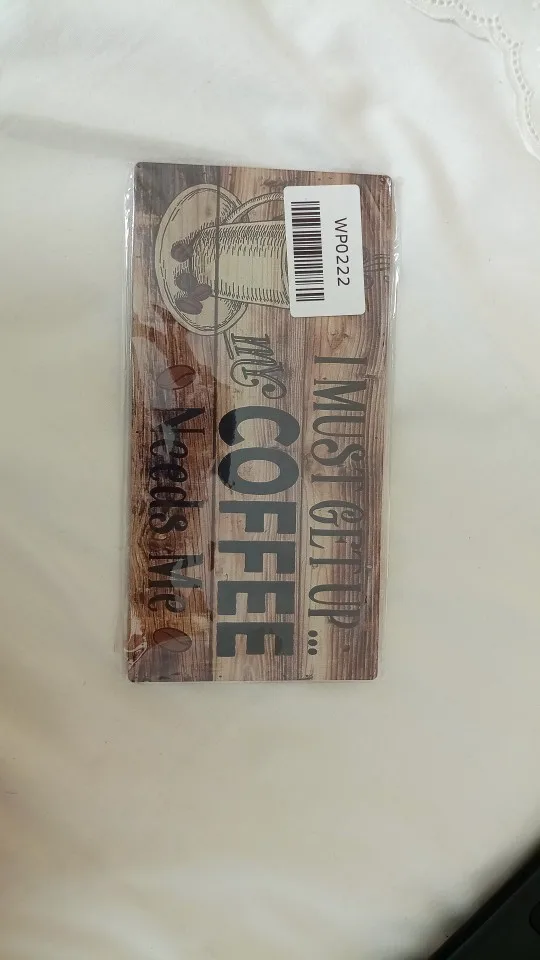 WP0222
I MUST GET UP...
my COFFEE
Needs Me